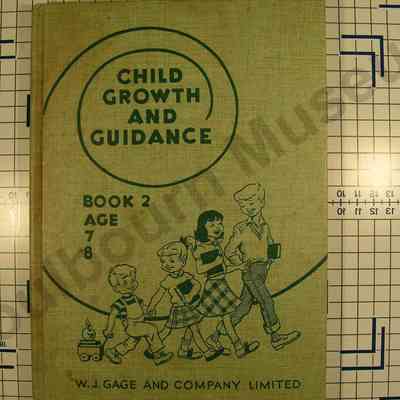 CHILD
GROWTH
AND
GUIDANCE
BOOK 2
AGE
7
8
W. J. GAGE AND COMPANY LIMITED